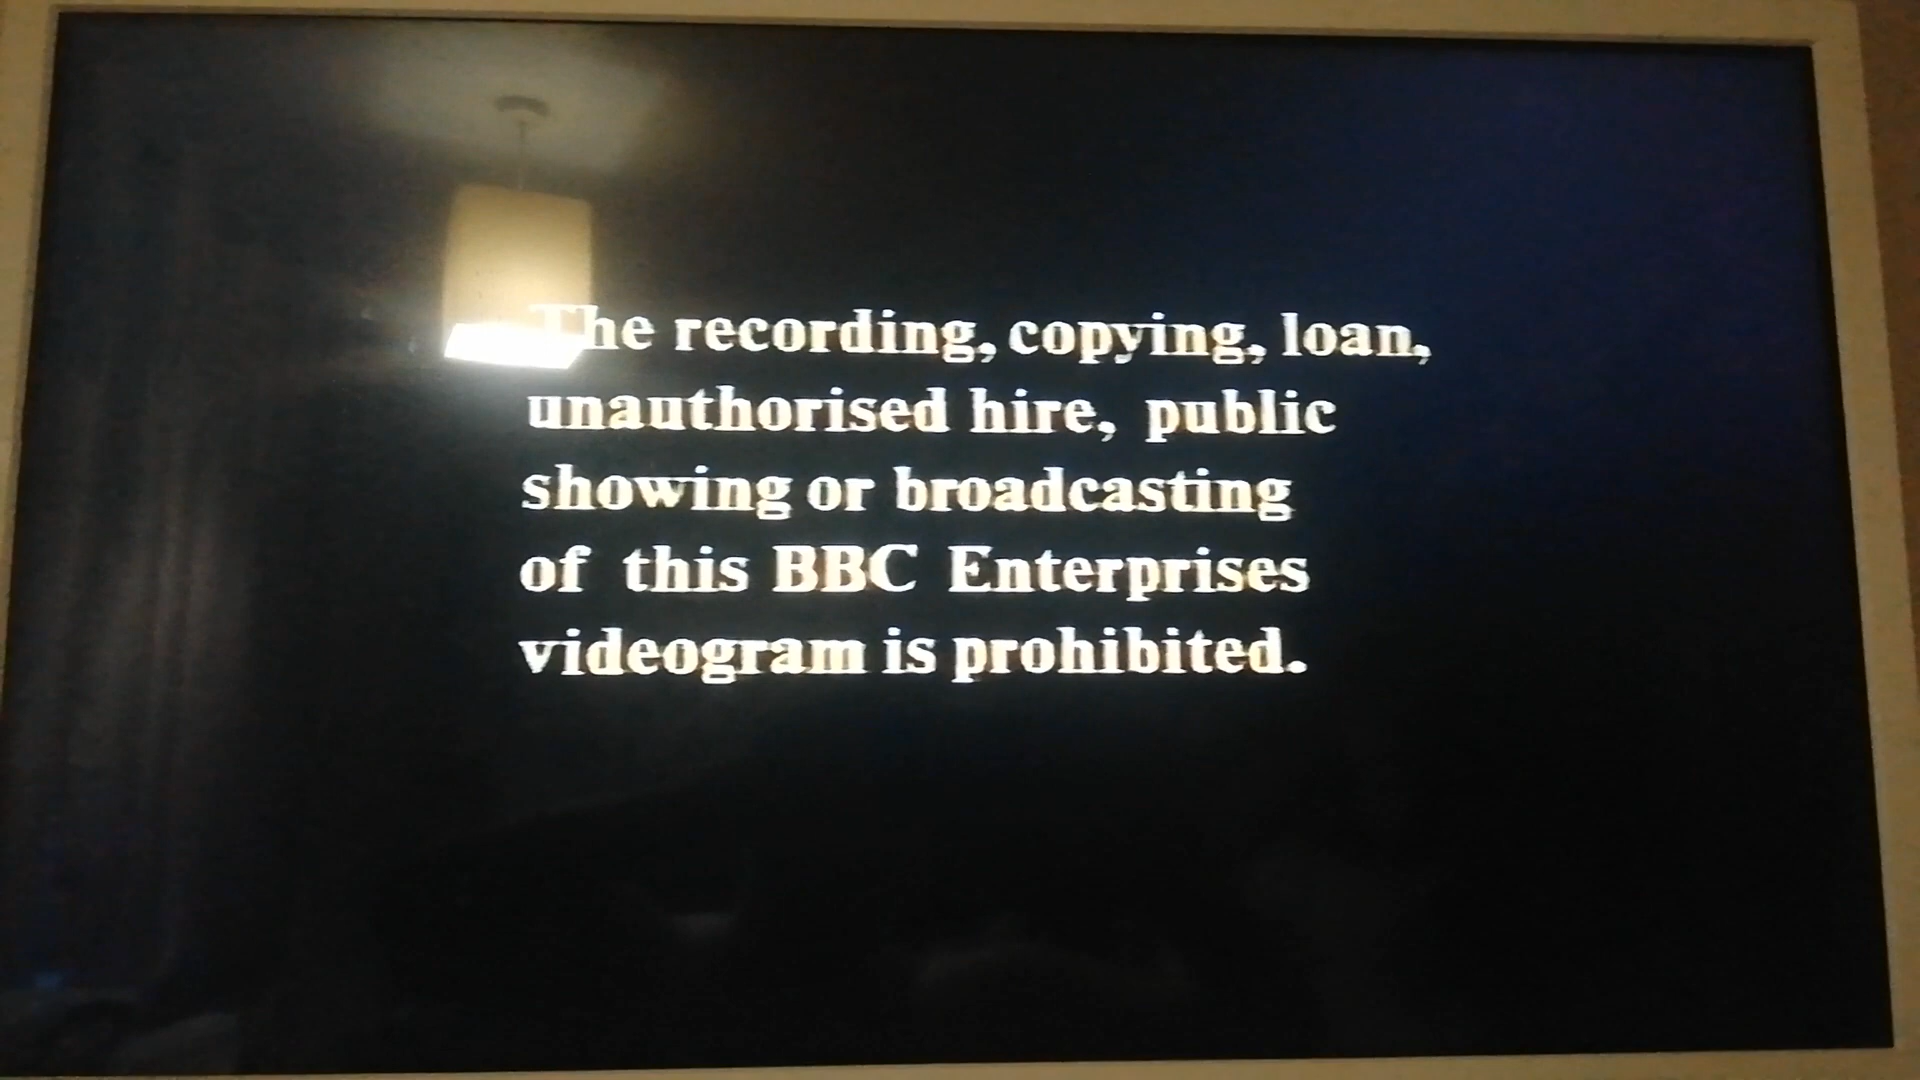 The recording, copying, loan,
unauthorised hire, public
showing or broadcasting
of this BBC Enterprises
videogram is prohibited.